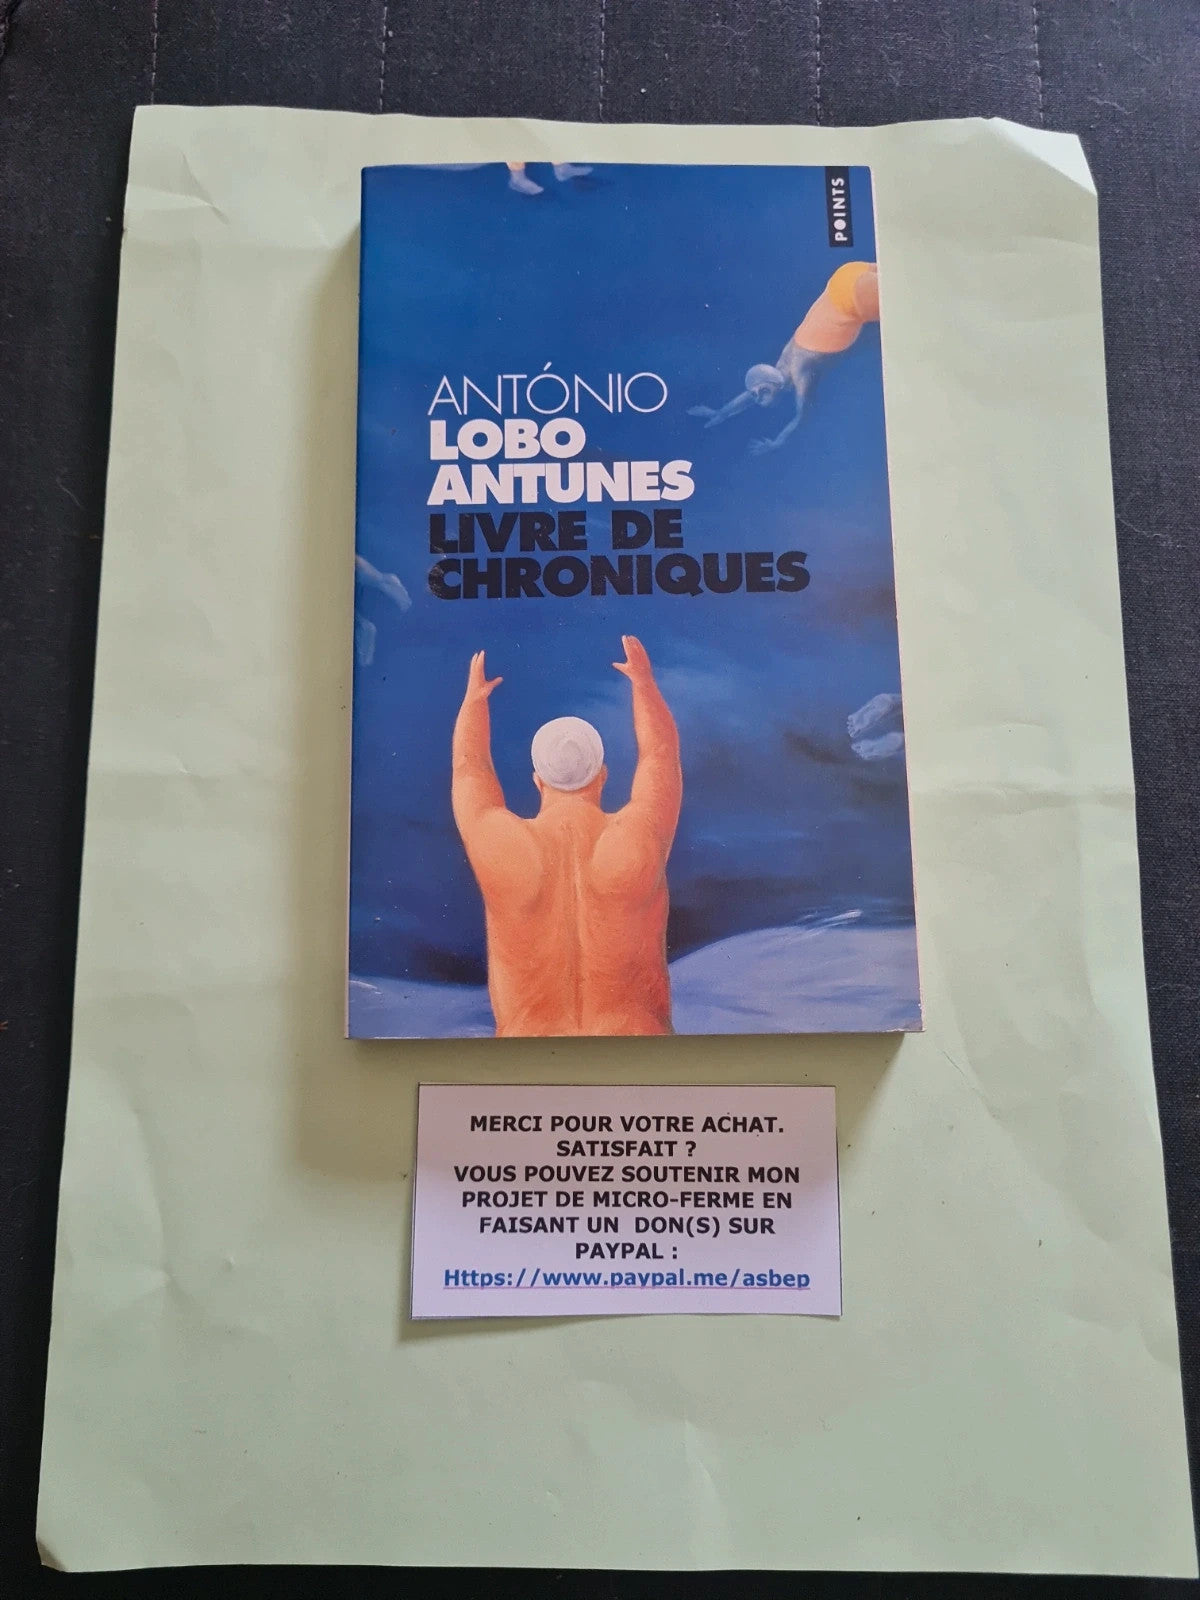 POINTS
ANTÓNIO
LOBO
ANTUNES
LIVRE DE
CHRONIQUES
MERCI POUR VOTRE ACHAT.
SATISFAIT ?
VOUS POUVEZ SOUTENIR MON
PROJET DE MICRO-FERME EN
FAISANT UN DON(S) SUR
PAYPAL :
Https://www.paypal.me/asbep